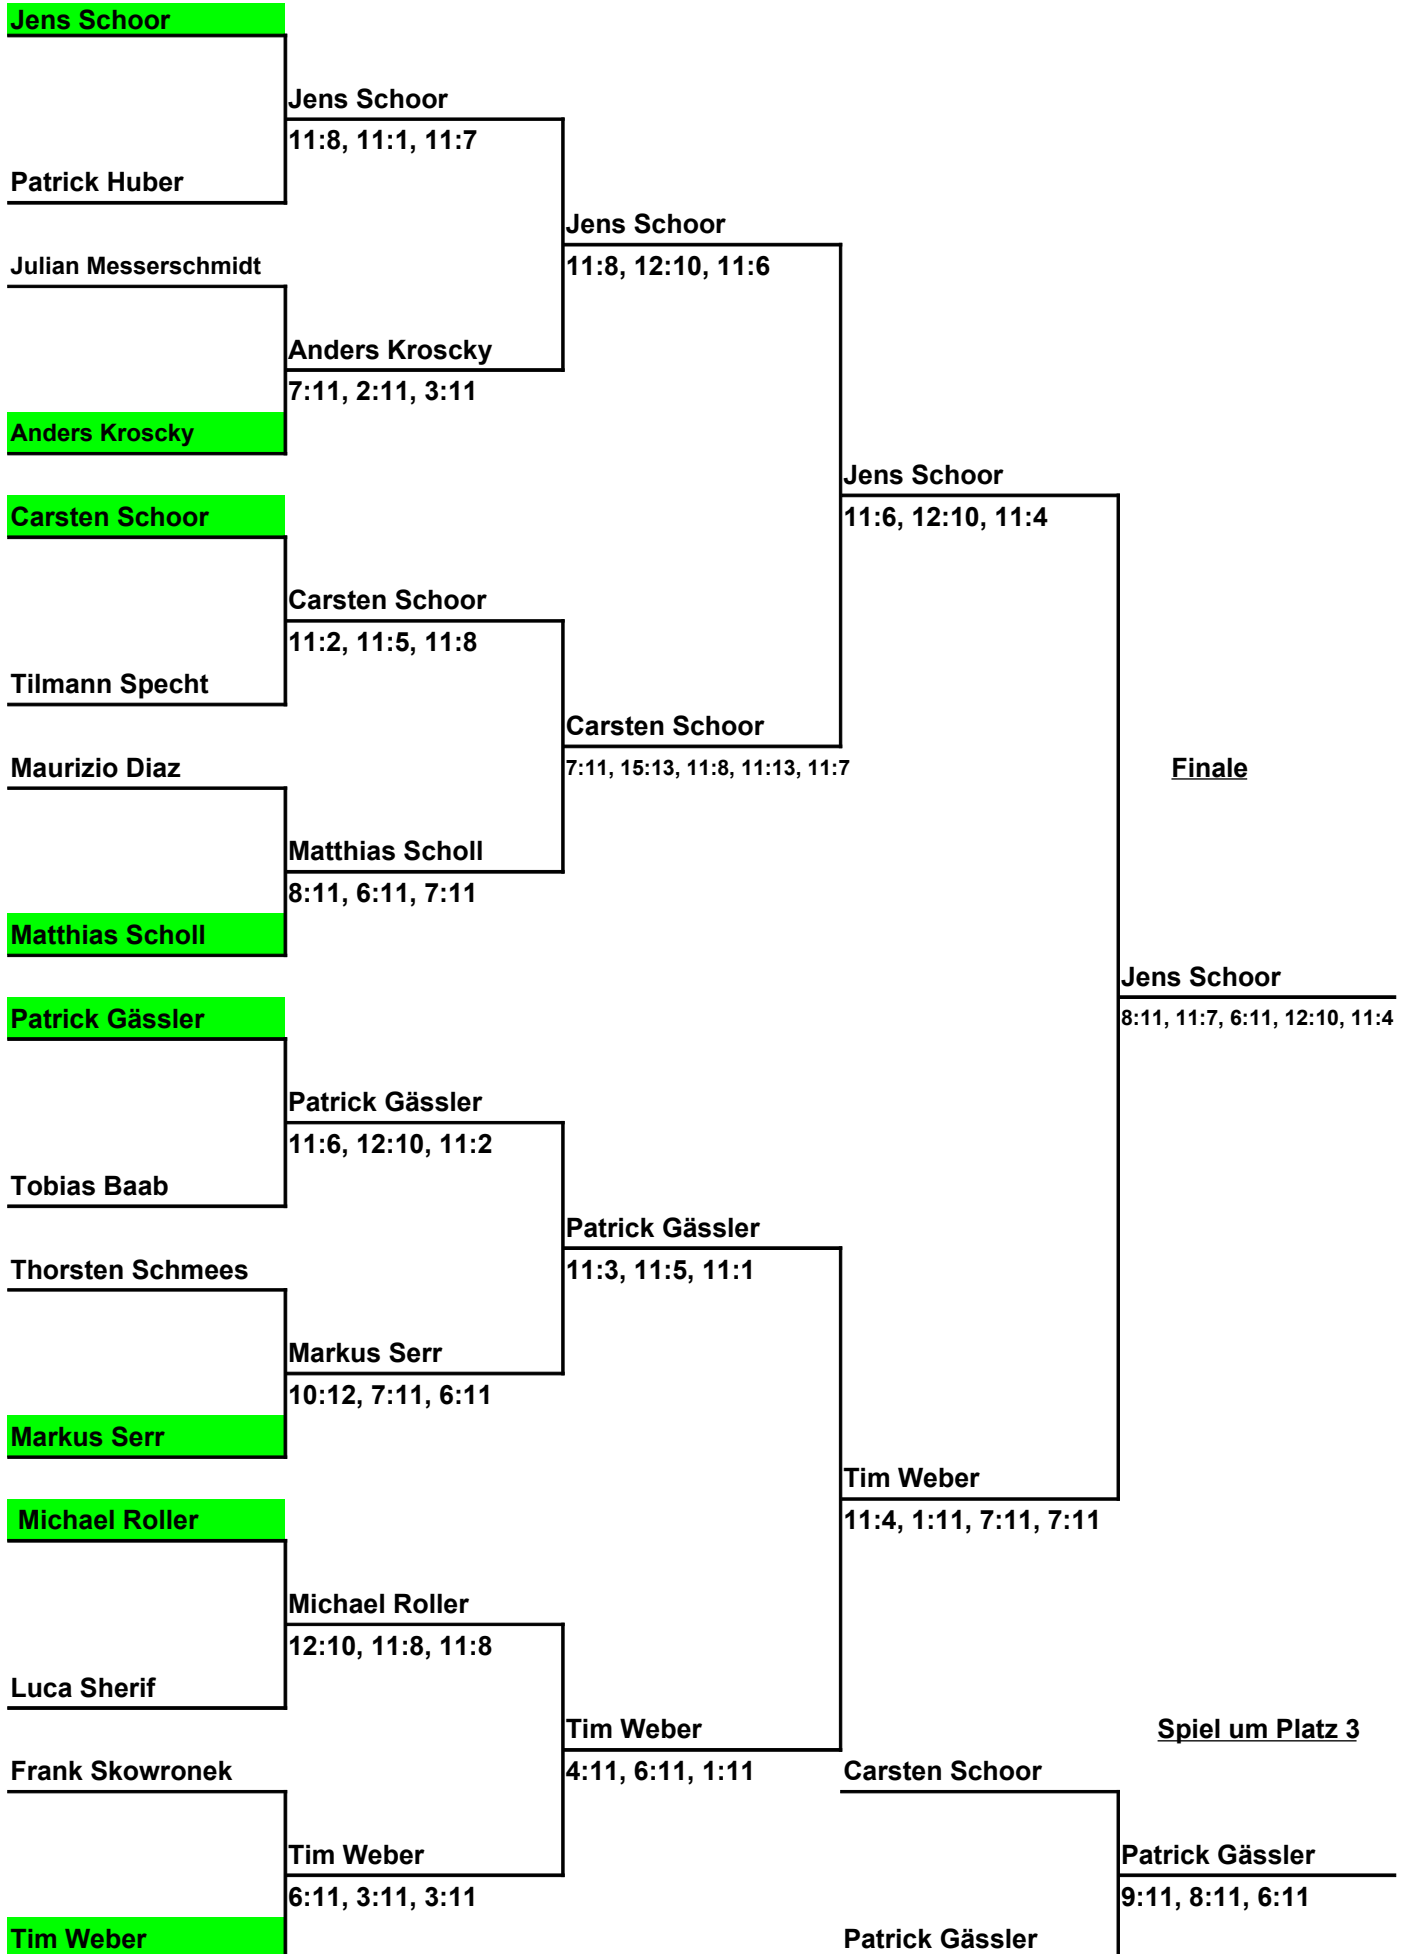 Jens Schoor
Jens Schoor
11:8, 11:1, 11:7
Patrick Huber
Jens Schoor
Julian Messerschmidt
11:8, 12:10, 11:6
Anders Kroscky
7:11, 2:11, 3:11
Anders Kroscky
Jens Schoor
Carsten Schoor
11:6, 12:10, 11:4
Carsten Schoor
11:2, 11:5, 11:8
Tilmann Specht
Carsten Schoor
Maurizio Diaz
7:11, 15:13, 11:8, 11:13, 11:7
Finale
Matthias Scholl
8:11, 6:11, 7:11
Matthias Scholl
Jens Schoor
Patrick Gässler
8:11, 11:7, 6:11, 12:10, 11:4
Patrick Gässler
11:6, 12:10, 11:2
Tobias Baab
Patrick Gässler
Thorsten Schmees
11:3, 11:5, 11:1
Markus Serr
10:12, 7:11, 6:11
Markus Serr
Tim Weber
Michael Roller
11:4, 1:11, 7:11, 7:11
Michael Roller
12:10, 11:8, 11:8
Luca Sherif
Tim Weber
Spiel um Platz 3
Frank Skowronek
4:11, 6:11, 1:11
Carsten Schoor
Tim Weber
Patrick Gässler
6:11, 3:11, 3:11
9:11, 8:11, 6:11
Tim Weber
Patrick Gässler